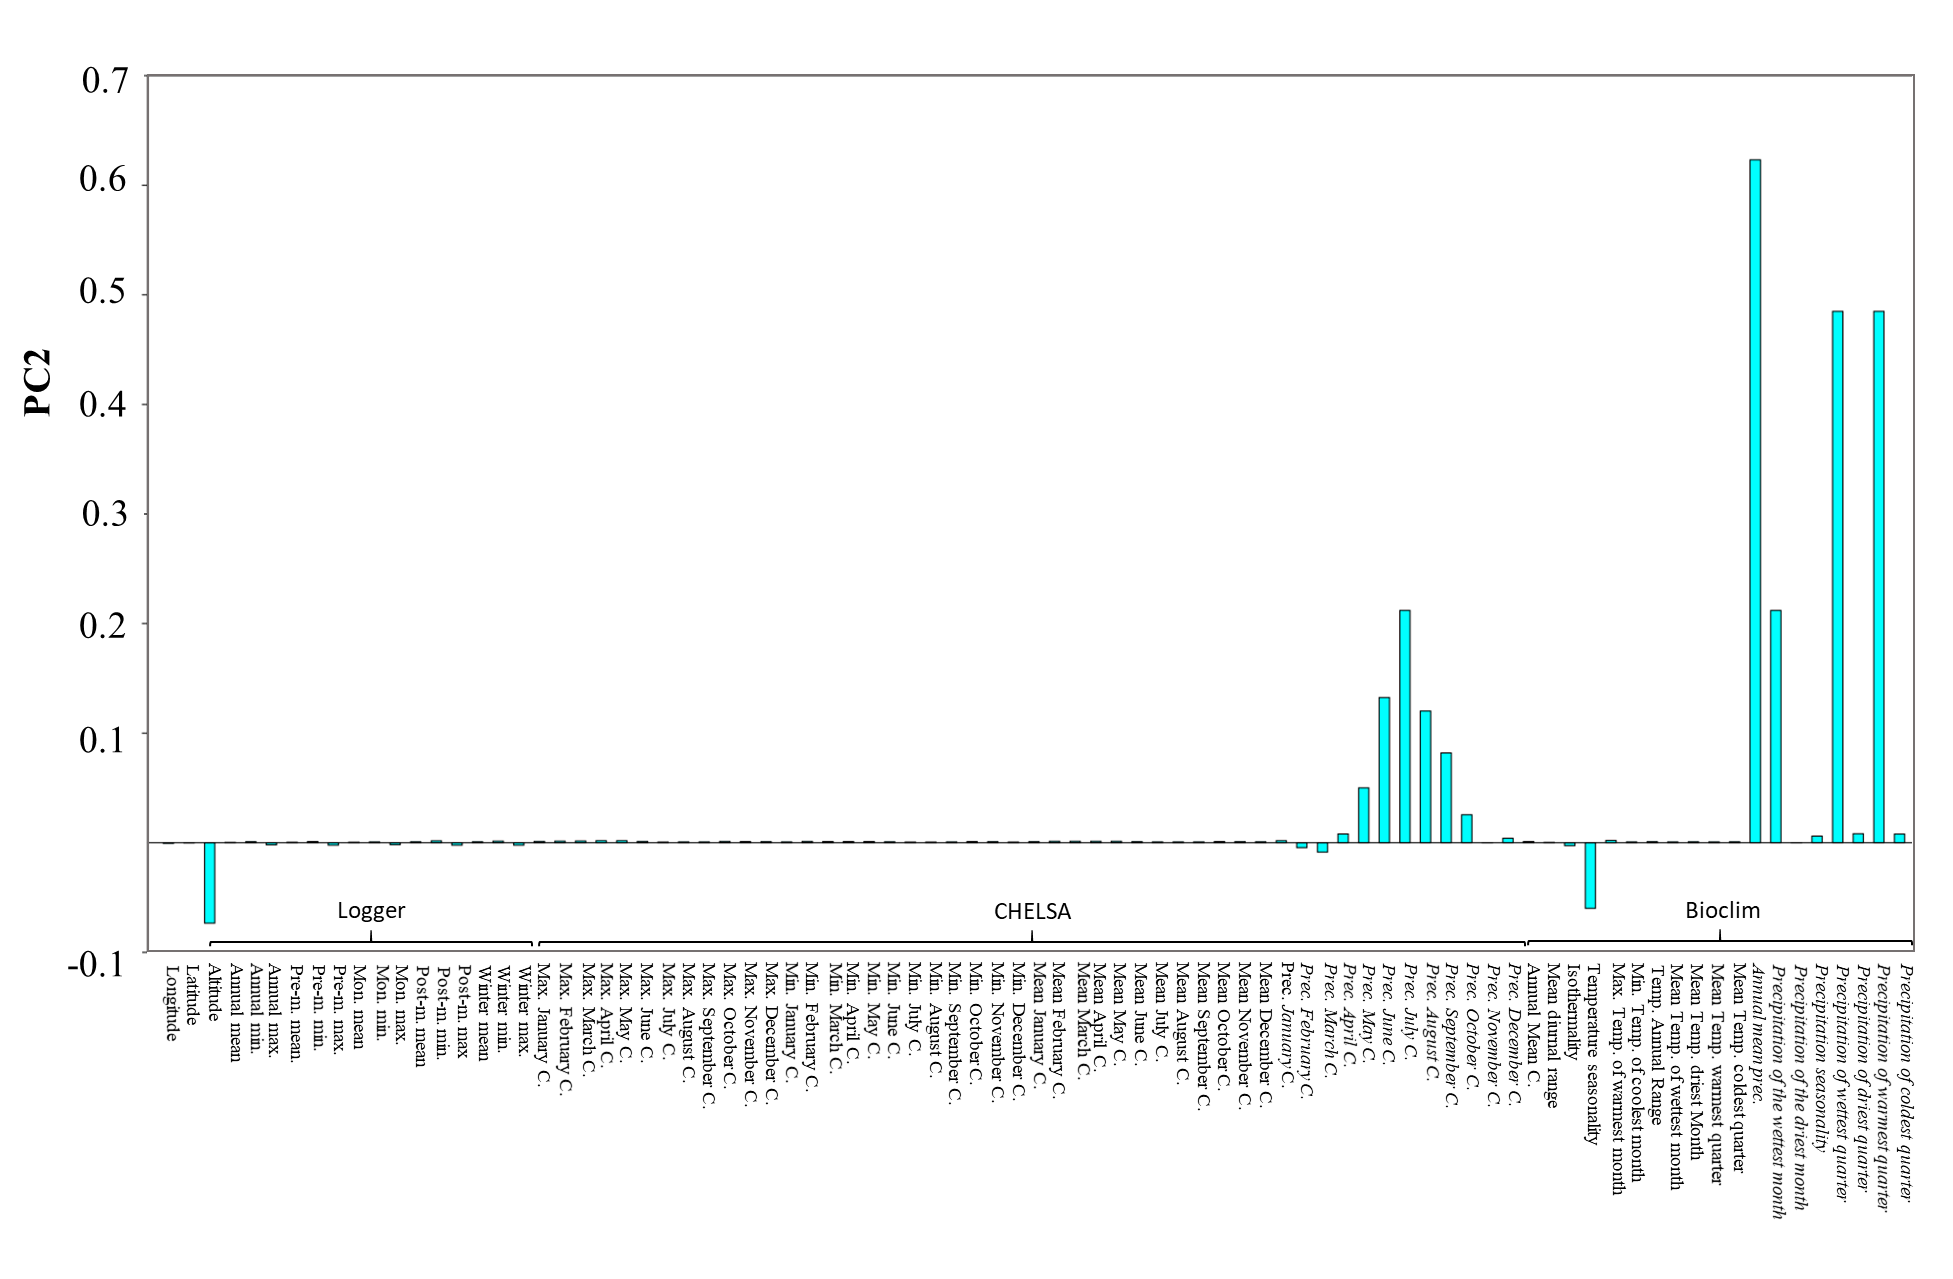 0.7
0.6
0.5
0.4
0.3
0.2
0.1
-0.1
PC2
Logger
CHELSA
Bioclim
Longitude
Latitude
Altitude
Annual mean
Annual min.
Annual max.
Pre-m. mean.
Pre-m. min.
Pre-m. max.
Mon. mean
Mon. min.
Mon. max.
Post-m. mean
Post-m. min.
Post-m. max
Winter mean
Winter min.
Winter max.
Max. January C.
Max. February C.
Max. March C.
Max. April C.
Max. May C.
Max. June C.
Max. July C.
Max. August C.
Max. September C.
Max. October C.
Max. November C.
Max. December C.
Min. January C.
Min. February C.
Min. March C.
Min. April C.
Min. May C.
Min. June C.
Min. July C.
Min. August C.
Min. September C.
Min. October C.
Min. November C.
Min. December C.
Mean January C.
Mean February C.
Mean March C.
Mean April C.
Mean May C.
Mean June C.
Mean July C.
Mean August C.
Mean September C.
Mean October C.
Mean November C.
Mean December C.
Prec. January C.
Prec. February C.
Prec. March C.
Prec. April C.
Prec. May C.
Prec. June C.
Prec. July C.
Prec. August C.
Prec. September C.
Prec. October C.
Prec. November C.
Prec. December C.
Annual Mean C.
Mean diurnal range
Isothermality
Temperature seasonality
Max. Temp. of warmest month
Min. Temp. of coolest month
Temp. Annual Range
Mean Temp. of wettest month
Mean Temp. driest Month
Mean Temp. warmest quarter
Mean Temp. coldest quarter
Annual mean prec.
Precipitation of the wettest month
Precipitation of the driest month
Precipitation seasonality
Precipitation of wettest quarter
Precipitation of driest quarter
Precipitation of warmest quarter
Precipitation of coldest quarter